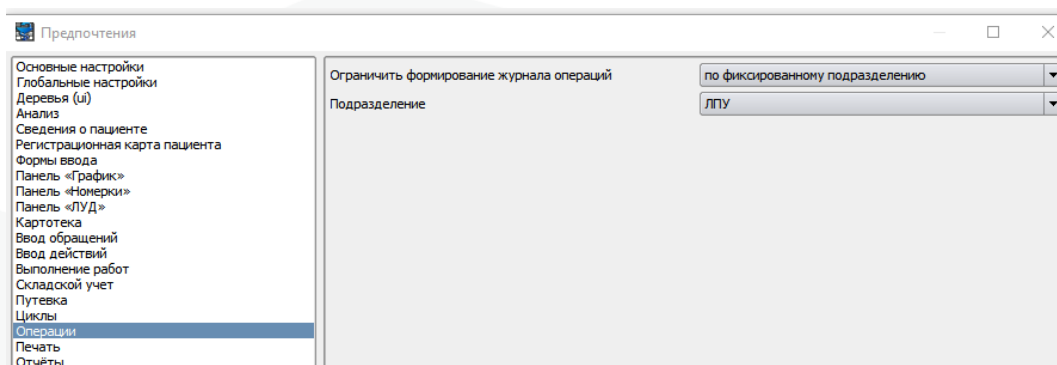 Предпочтения
Основные настройки
Глобальные настройки
Деревья (ui)
Анализ
Сведения о пациенте
Регистрационная карта пациента
Формы ввода
Панель «График»
Панель «Номерки»
Панель «ЛУД»
Картотека
Ввод обращений
Ввод действий
Выполнение работ
Складской учет
Путевка
Циклы
Операции
Печать
Отчёты
Ограничить формирование журнала операций
по фиксированному подразделению
Подразделение
ЛПУ